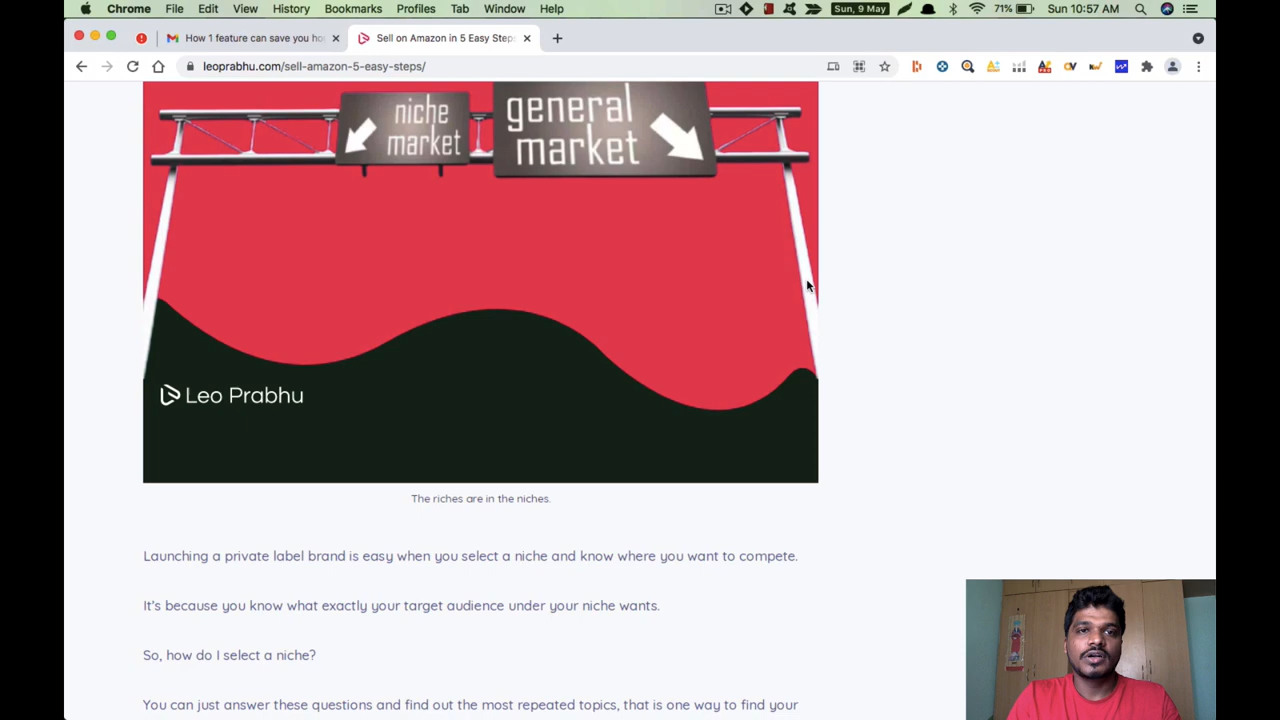 Chrome File Edit View History Bookmarks Profiles Tab Window Help Sun, 9 May 71% Sun 10:57 AM
How 1 feature can save you ho Sell on Amazon in 5 Easy Steps
leoprabhu.com/sell-amazon-5-easy-steps/
niche market
general market
Leo Prabhu
The riches are in the niches.
Launching a private label brand is easy when you select a niche and know where you want to compete.
It's because you know what exactly your target audience under your niche wants.
So, how do I select a niche?
You can just answer these questions and find out the most repeated topics, that is one way to find your